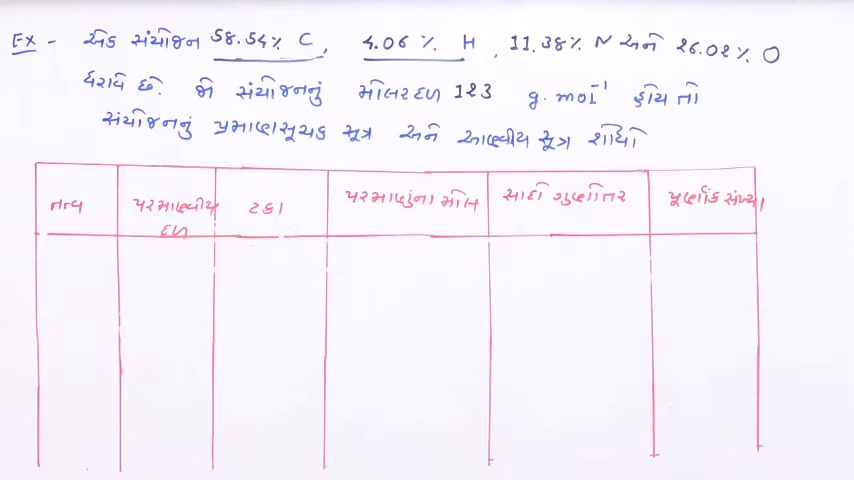 Ex - એક સંયોજન 58.54% C, 4.06 % H, 11.38% N અને 26.02% O
ધરાવે છે. જો સંયોજનનું મોલરદળ 123 g.mol⁻¹ હોય તો
સંયોજનનું પ્રમાણસૂચક સૂત્ર અને આણ્વીય સૂત્ર શોધો
તત્વ પરમાણ્વીય દળ ટકા પરમાણુંના મોલ સાદો ગુણોતર પૂર્ણાંક સંખ્યા